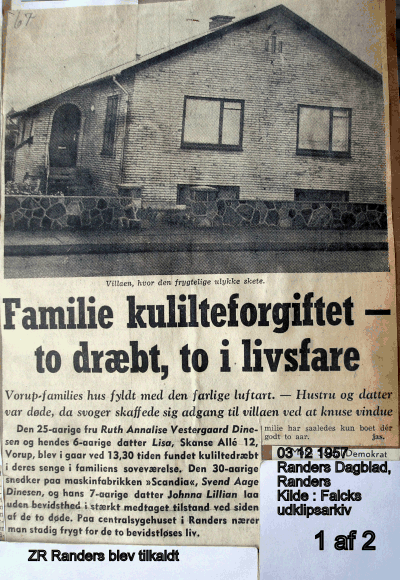 64
Villaen, hvor den frygtelige ulykke skete.
Familie kulilteforgiftet —
to dræbt, to i livsfare
Vorup-families hus fyldt med den farlige luftart. — Hustru og datter
var døde, da svoger skaffede sig adgang til villaen ved at knuse vindue
Den 25-aarige fru Ruth Annalise Vestergaard Dine-
sen og hendes 6-aarige datter Lisa, Skanse Allé 12,
Vorup, blev i gaar ved 13,30 tiden fundet kuliltedræbt
i deres senge i familiens soveværelse. Den 30-aarige
snedker paa maskinfabrikken »Scandia«, Svend Aage
Dinesen, og hans 7-aarige datter Johnna Lillian laa
uden bevidsthed i stærkt medtaget tilstand ved siden
af de to døde. Paa centralsygehuset i Randers nærer
man stadig frygt for de to bevidstløses liv.
milie har saaledes kun boet dér
godt to aar. jas.
Demokrat
03 12 1957
Randers Dagblad,
Randers
Kilde : Falcks
udklipsarkiv
1 af 2
ZR Randers blev tilkaldt